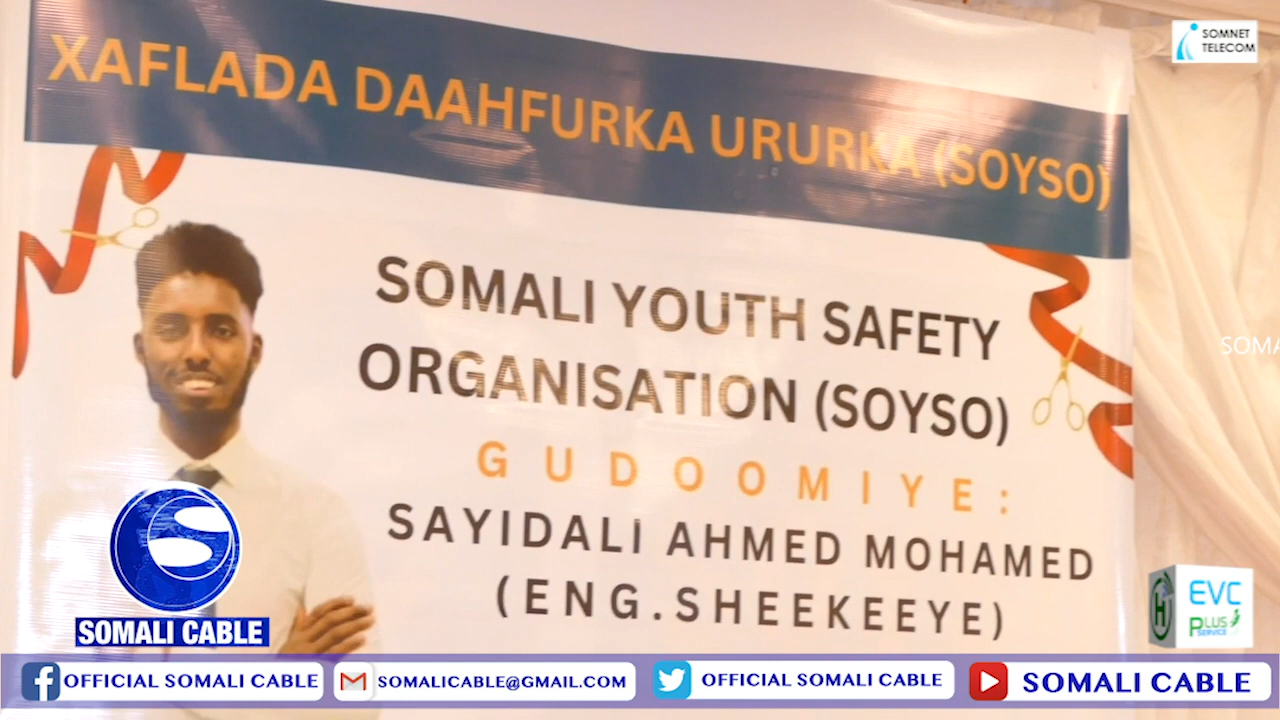 XAFLADA DAAHFURKA URURKA (SOYSO)
SOMALI YOUTH SAFETY
ORGANISATION (SOYSO)
GUDOOMIYE:
SAYIDALI AHMED MOHAMED
(ENG.SHEEKEEYE)
SOMNET
TELECOM
SOMA
EVC
PLUS
SERVICE
SOMALI CABLE
OFFICIAL SOMALI CABLE
SOMALICABLE@GMAIL.COM
OFFICIAL SOMALI CABLE
SOMALI CABLE